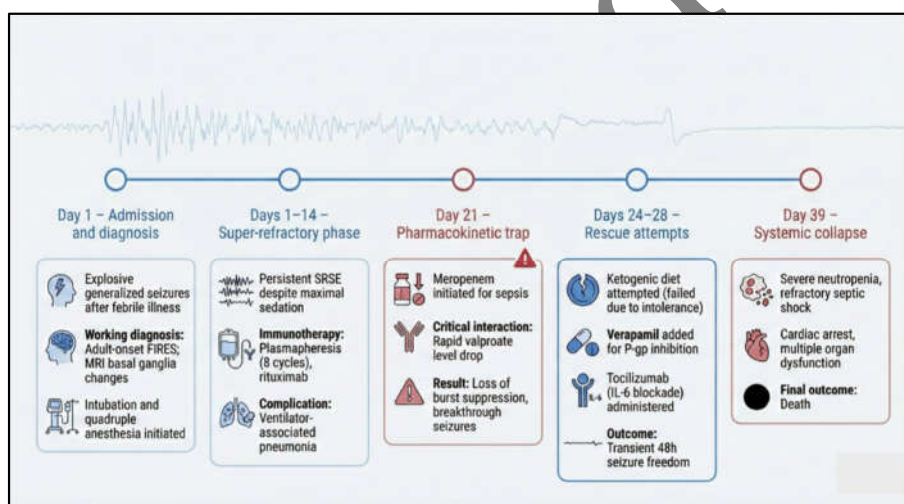 Day 1 – Admission
and diagnosis
Explosive
generalized seizures
after febrile illness
Working diagnosis:
Adult-onset FIRES;
MRI basal ganglia
changes
Intubation and
quadruple
anesthesia initiated
Days 1–14 –
Super-refractory phase
Persistent SRSE
despite maximal
sedation
Immunotherapy:
Plasmapheresis
(8 cycles),
rituximab
Complication:
Ventilator-
associated
pneumonia
Day 21 –
Pharmacokinetic trap
Meropenem
initiated for sepsis
Critical interaction:
Rapid valproate
level drop
Result: Loss of
burst suppression,
breakthrough
seizures
Days 24–28 –
Rescue attempts
Ketogenic diet
attempted (failed
due to intolerance)
Verapamil added
for P-gp inhibition
IL-6
Tocilizumab
(IL-6 blockade)
administered
Outcome:
Transient 48h
seizure freedom
Day 39 –
Systemic collapse
Severe neutropenia,
refractory septic
shock
Cardiac arrest,
multiple organ
dysfunction
Final outcome:
Death